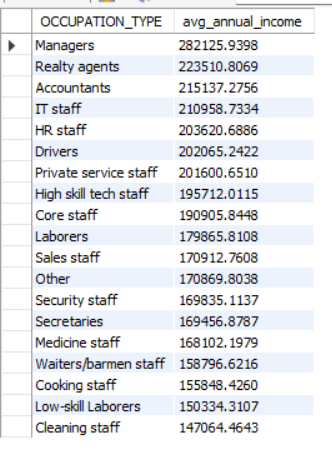 OCCUPATION_TYPE avg_annual_income
Managers 282125.9398
Realty agents 223510.8069
Accountants 215137.2756
IT staff 210958.7334
HR staff 203620.6886
Drivers 202065.2422
Private service staff 201600.6510
High skill tech staff 195712.0115
Core staff 190905.8448
Laborers 179865.8108
Sales staff 170912.7608
Other 170869.8038
Security staff 169835.1137
Secretaries 169456.8787
Medicine staff 168102.1979
Waiters/barmen staff 158796.6216
Cooking staff 155848.4260
Low-skill Laborers 150334.3107
Cleaning staff 147064.4643